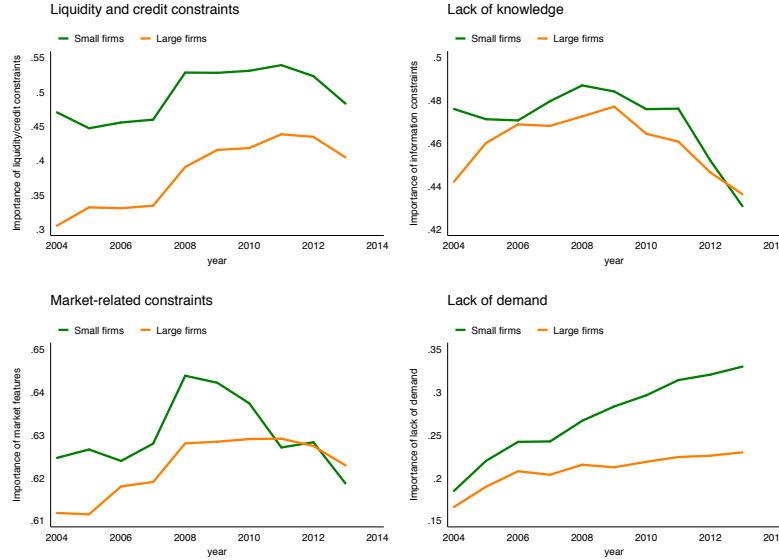 Liquidity and credit constraints
Small firms Large firms
Importance of liquidity/credit constraints
.55
.5
.45
.4
.35
.3
2004 2006 2008 2010 2012 2014
year
Lack of knowledge
Small firms Large firms
Importance of information constraints
.5
.48
.46
.44
.42
2004 2006 2008 2010 2012 201
year
Market-related constraints
Small firms Large firms
Importance of market features
.65
.64
.63
.62
.61
2004 2006 2008 2010 2012 2014
year
Lack of demand
Small firms Large firms
Importance of lack of demand
.35
.3
.25
.2
.15
2004 2006 2008 2010 2012 201
year